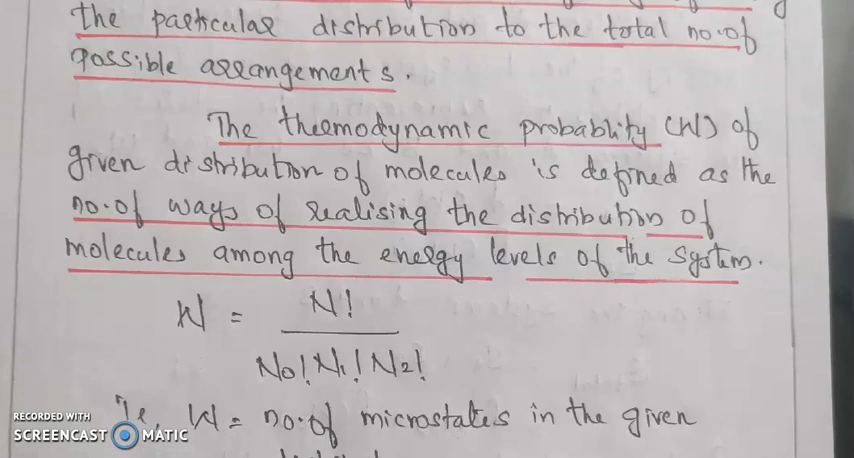 the particular distribution to the total no.of
possible arrangements.
The thermodynamic probablity (W) of
given distribution of molecules is defined as the
no.of ways of realising the distribution of
molecules among the energy levels of the system.
W = N!
N0! N1! N2!
Ie, W = no.of microstates in the given
RECORDED WITH
SCREENCAST MATIC